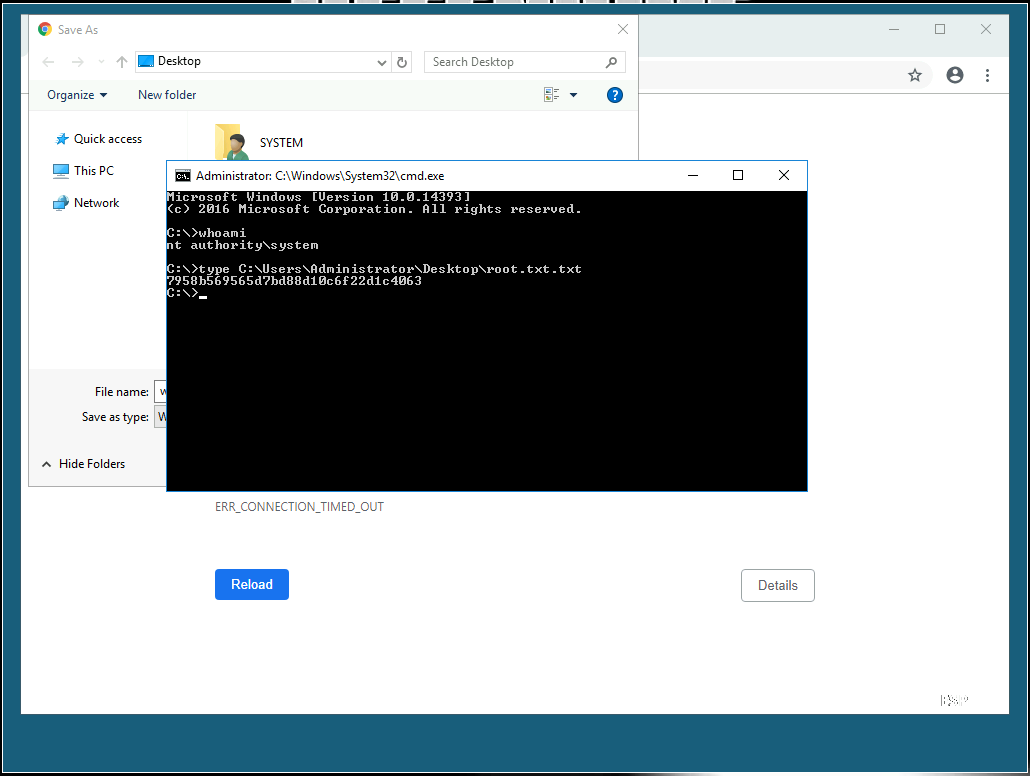 Save As
Desktop
Search Desktop
Organize
New folder
?
Quick access
SYSTEM
This PC
Network
Administrator: C:\Windows\System32\cmd.exe
Microsoft Windows [Version 10.0.14393]
(c) 2016 Microsoft Corporation. All rights reserved.
C:\>whoami
nt authority\system
C:\>type C:\Users\Administrator\Desktop\root.txt.txt
7958b569565d7bd88d10c6f22d1c4063
C:\>_
File name:
Save as type:
Hide Folders
ERR_CONNECTION_TIMED_OUT
Reload
Details